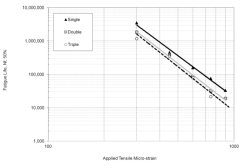 10,000,000
Single
Double
Triple
1,000,000
100,000
10,000
1,000
100
1000
Fatigue Life, Nf, 50%
Applied Tensile Micro-strain